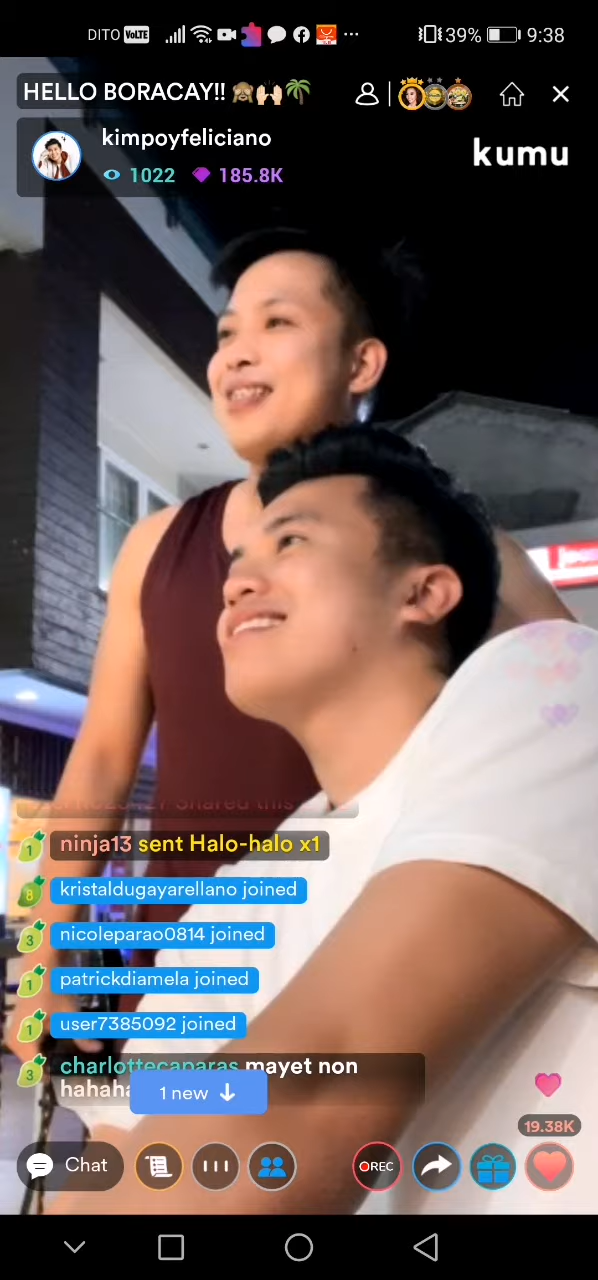 DITO VoLTE 39% 9:38
HELLO BORACAY!! 🙈🙌🏻🌴
kimpoyfeliciano
1022 185.8K
kumu
Shared this
1 ninja13 sent Halo-halo x1
8 kristaldugayarellano joined
3 nicoleparao0814 joined
1 patrickdiamela joined
1 user7385092 joined
3 charlottecaparas mayet non
hahaha
1 new
19.38K
Chat
REC